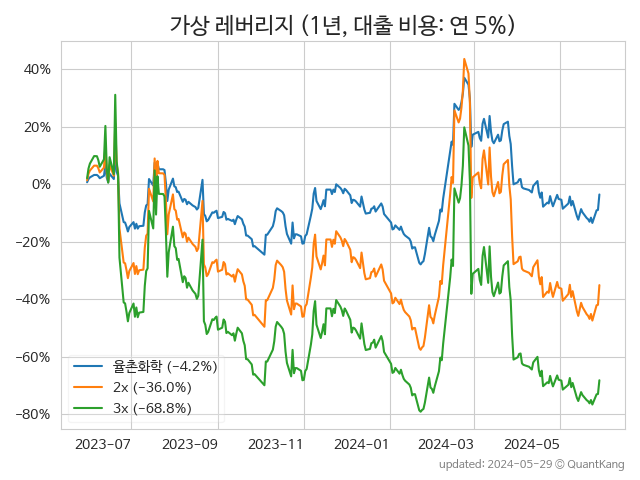 가상 레버리지 (1년, 대출 비용: 연 5%)
40%
20%
0%
−20%
−40%
−60%
−80%
율촌화학 (−4.2%)
2x (−36.0%)
3x (−68.8%)
2023-07 2023-09 2023-11 2024-01 2024-03 2024-05
updated: 2024-05-29 © QuantKang